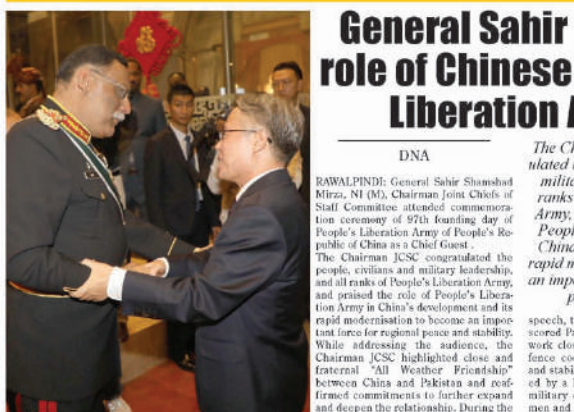 General Sahir
role of Chinese
Liberation A
DNA
RAWALPINDI: General Sahir Shamshad
Mirza, NI (M), Chairman Joint Chiefs of
Staff Committee attended commemora-
tion ceremony of 97th founding day of
People's Liberation Army of People's Re-
public of China as a Chief Guest .
The Chairman JCSC congratulated the
people, civilians and military leadership,
and all ranks of People's Liberation Army,
and praised the role of People's Libera-
tion Army in China's development and its
rapid modernisation to become an impor-
tant force for regional peace and stability.
While addressing the audience, the
Chairman JCSC highlighted close and
fraternal "All Weather Friendship"
between China and Pakistan and reaf-
firmed commitments to further expand
and deepen the relationship. During the
The Ch
ulated
milita
ranks
Army,
Peopl
China
rapid m
an impo
p
speech, t
scored Pa
work clos
fence coo
and stabil
ed by a
military
men and